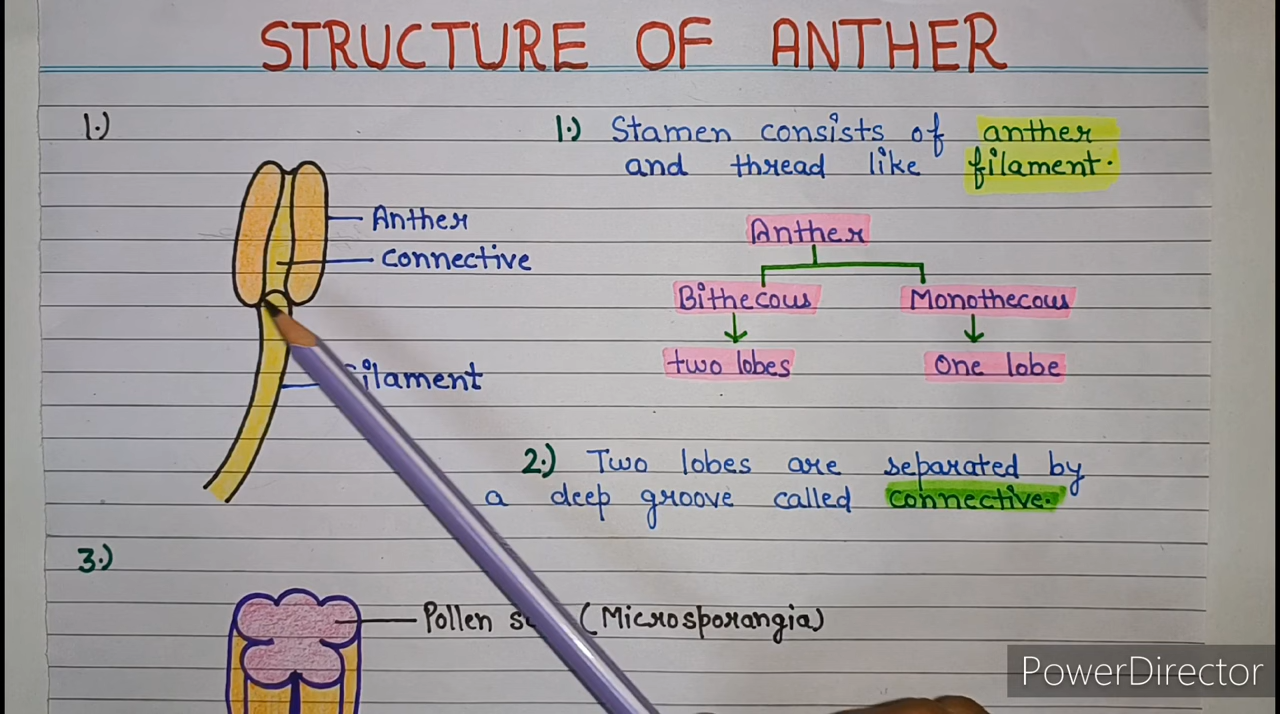 STRUCTURE OF ANTHER
1.)
1.) Stamen consists of anther
and thread like filament.
Anther
connective
filament
Anther
Bithecous Monothecous
two lobes One lobe
2.) Two lobes are separated by
a deep groove called connective.
3.)
Pollen (Microsporangia)
PowerDirector